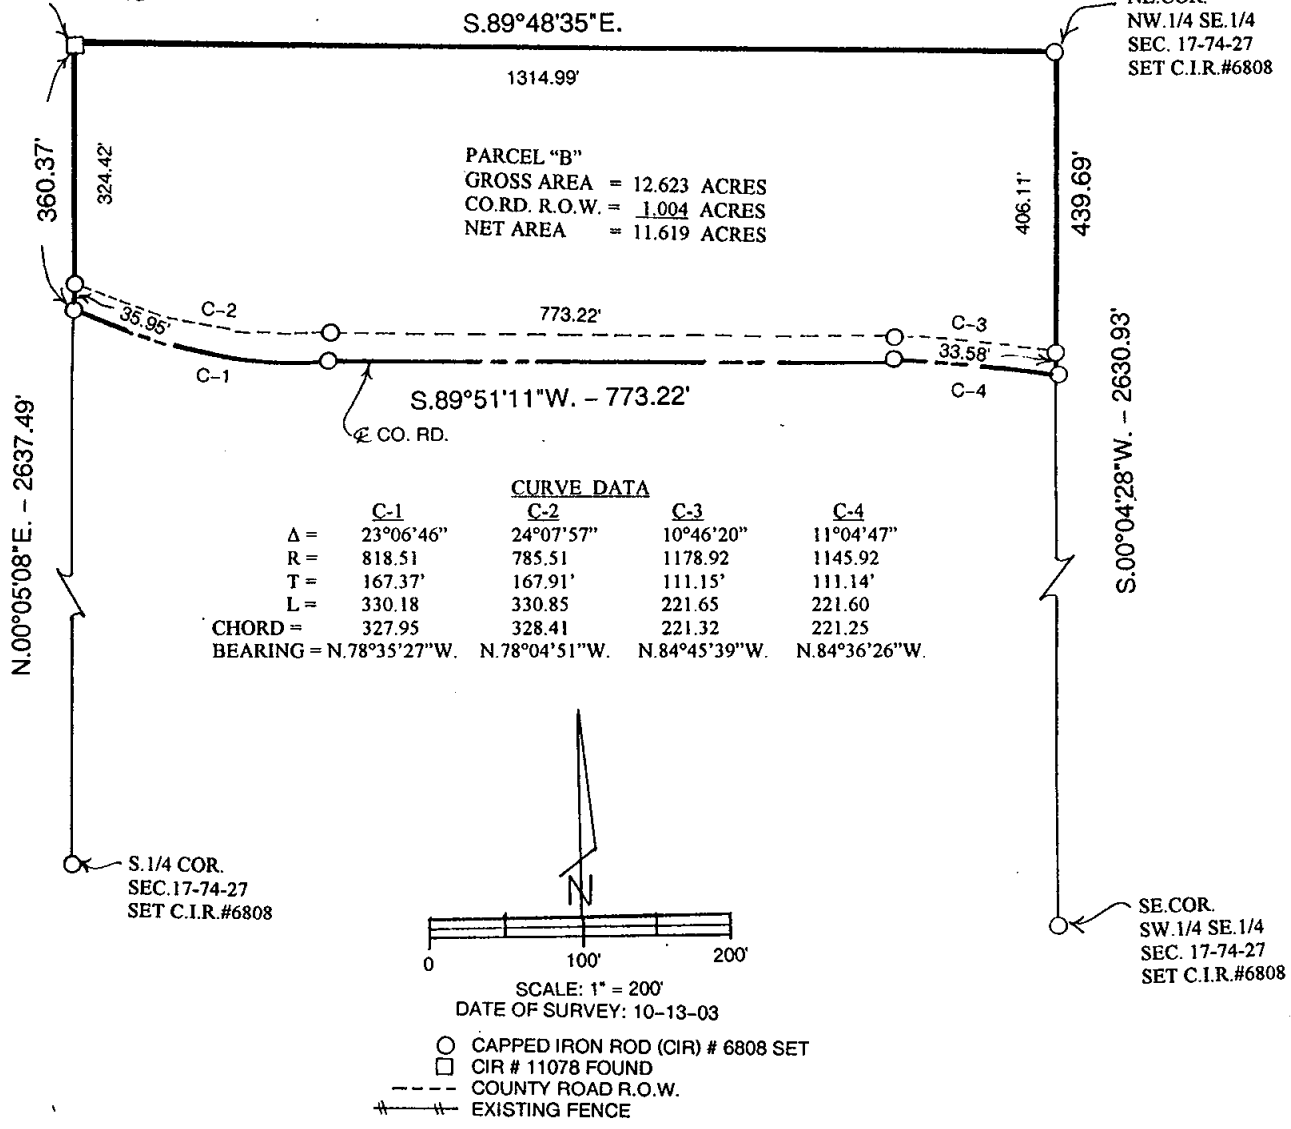 NE.COR.
NW.1/4 SE.1/4
SEC. 17-74-27
SET C.I.R.#6808
S.89°48'35"E.
1314.99'
360.37'
324.42'
PARCEL "B"
GROSS AREA = 12.623 ACRES
CO.RD. R.O.W. = 1.004 ACRES
NET AREA = 11.619 ACRES
406.11'
439.69'
35.95'
C-2
773.22'
C-3
33.58'
C-1
C-4
S.89°51'11"W. – 773.22'
℄ CO. RD.
N.00°05'08"E. – 2637.49'
S.00°04'28"W. – 2630.93'
CURVE DATA
C-1 C-2 C-3 C-4
Δ = 23°06'46" 24°07'57" 10°46'20" 11°04'47"
R = 818.51 785.51 1178.92 1145.92
T = 167.37' 167.91' 111.15' 111.14'
L = 330.18 330.85 221.65 221.60
CHORD = 327.95 328.41 221.32 221.25
BEARING = N.78°35'27"W. N.78°04'51"W. N.84°45'39"W. N.84°36'26"W.
S.1/4 COR.
SEC.17-74-27
SET C.I.R.#6808
N
SE.COR.
SW.1/4 SE.1/4
SEC. 17-74-27
SET C.I.R.#6808
0 100' 200'
SCALE: 1" = 200'
DATE OF SURVEY: 10-13-03
CAPPED IRON ROD (CIR) # 6808 SET
CIR # 11078 FOUND
COUNTY ROAD R.O.W.
EXISTING FENCE